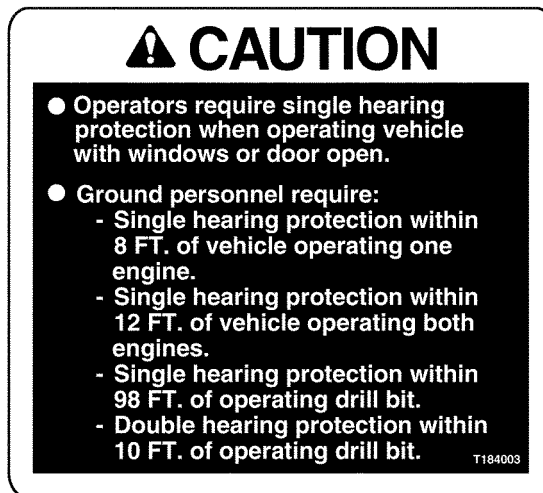 CAUTION
● Operators require single hearing
protection when operating vehicle
with windows or door open.
● Ground personnel require:
- Single hearing protection within
8 FT. of vehicle operating one
engine.
- Single hearing protection within
12 FT. of vehicle operating both
engines.
- Single hearing protection within
98 FT. of operating drill bit.
- Double hearing protection within
10 FT. of operating drill bit.
T184003